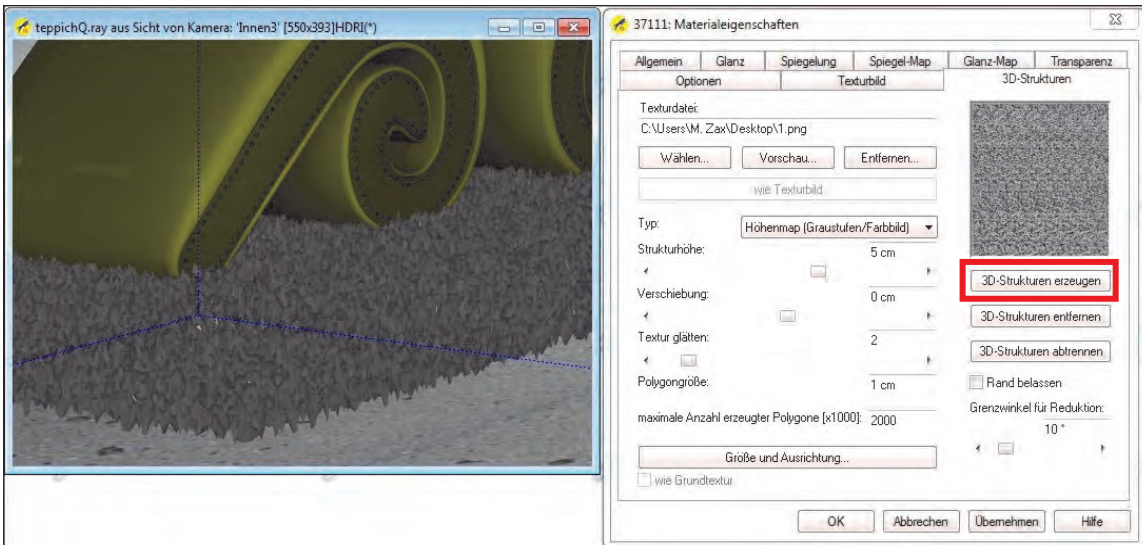 teppichQ.ray aus Sicht von Kamera: 'Innen3' [550x393]HDRI(*)
37111: Materialeigenschaften
Allgemein Glanz Spiegelung Spiegel-Map Glanz-Map Transparenz
Optionen Texturbild 3D-Strukturen
Texturdatei:
C:\Users\M. Zax\Desktop\1.png
Wählen... Vorschau... Entfernen...
wie Texturbild
Typ: Höhenmap (Graustufen/Farbbild)
Strukturhöhe: 5 cm
Verschiebung: 0 cm
Textur glätten: 2
Polygongröße: 1 cm
maximale Anzahl erzeugter Polygone [x1000]: 2000
Größe und Ausrichtung...
wie Grundtextur
3D-Strukturen erzeugen
3D-Strukturen entfernen
3D-Strukturen abtrennen
Rand belassen
Grenzwinkel für Reduktion:
10 °
OK Abbrechen Übernehmen Hilfe